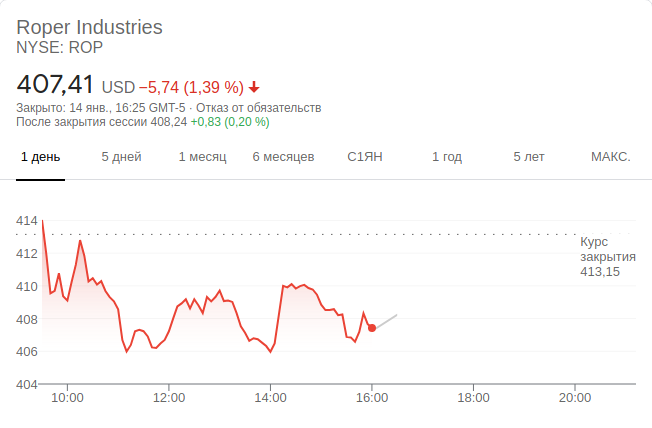 Roper Industries
NYSE: ROP
407,41 USD −5,74 (1,39 %)
Закрыто: 14 янв., 16:25 GMT-5 · Отказ от обязательств
После закрытия сессии 408,24 +0,83 (0,20 %)
1 день 5 дней 1 месяц 6 месяцев С1ЯН 1 год 5 лет МАКС.
414
Курс
412
закрытия
413,15
410
408
406
404
10:00 12:00 14:00 16:00 18:00 20:00